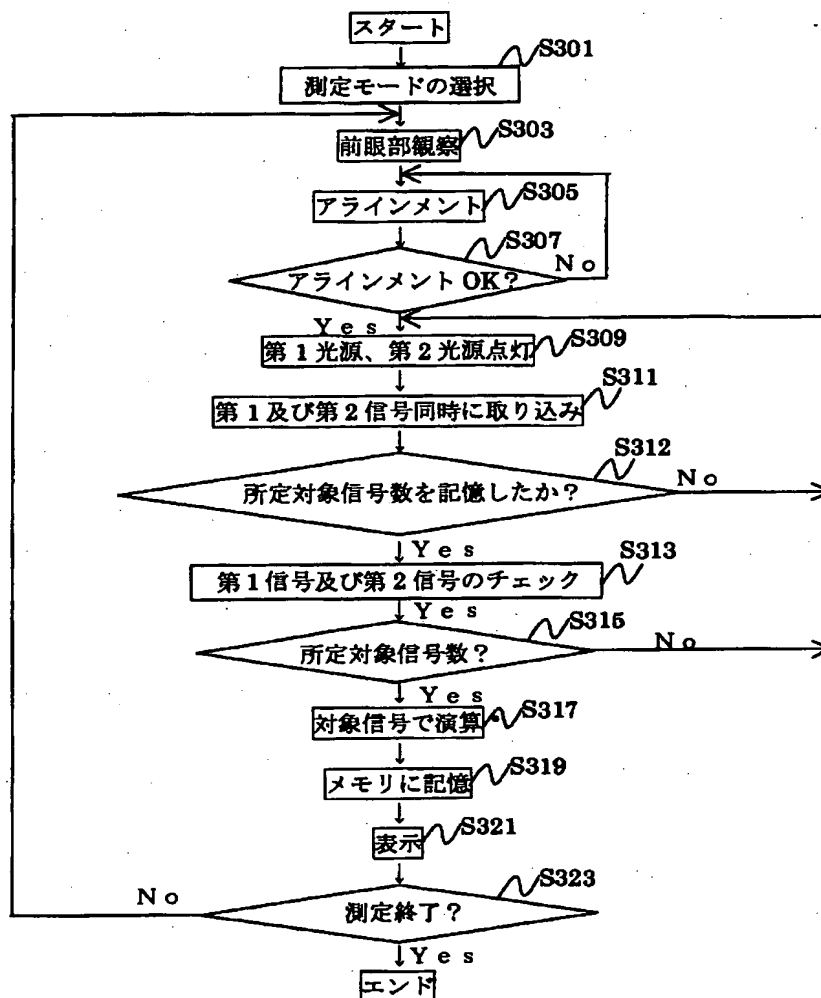 スタート
S301
測定モードの選択
S303
前眼部観察
S305
アラインメント
S307
アラインメント OK?
No
Yes
第1光源、第2光源点灯
S309
S311
第1及び第2信号同時に取り込み
S312
所定対象信号数を記憶したか?
No
Yes
S313
第1信号及び第2信号のチェック
Yes
S315
所定対象信号数?
No
Yes
対象信号で演算
S317
メモリに記憶
S319
表示
S321
S323
No
測定終了?
Yes
エンド